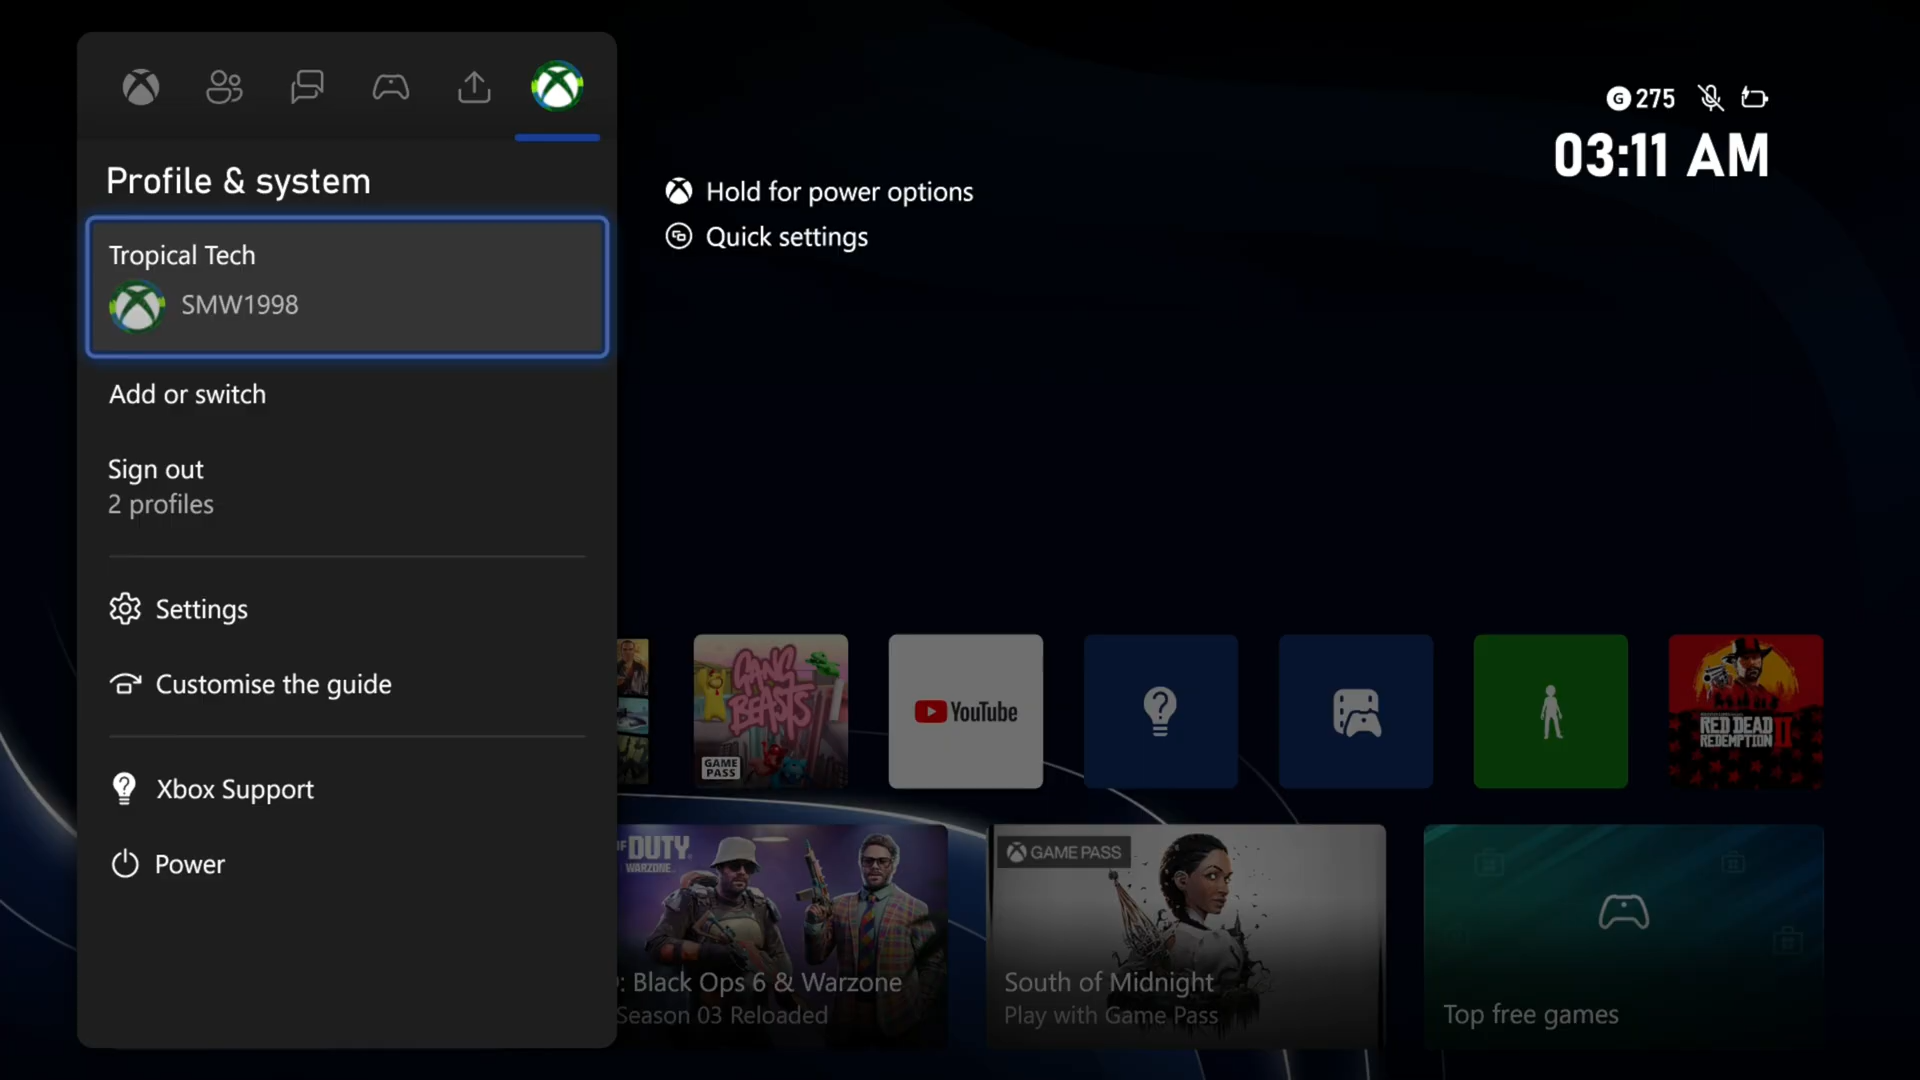 G 275
03:11 AM
Profile & system
Tropical Tech
SMW1998
Add or switch
Sign out
2 profiles
Settings
Customise the guide
Xbox Support
Power
Hold for power options
Quick settings
GANG BEASTS
GAME PASS
YouTube
RED DEAD REDEMPTION II
OF DUTY
WARZONE
: Black Ops 6 & Warzone
Season 03 Reloaded
GAME PASS
South of Midnight
Play with Game Pass
Top free games